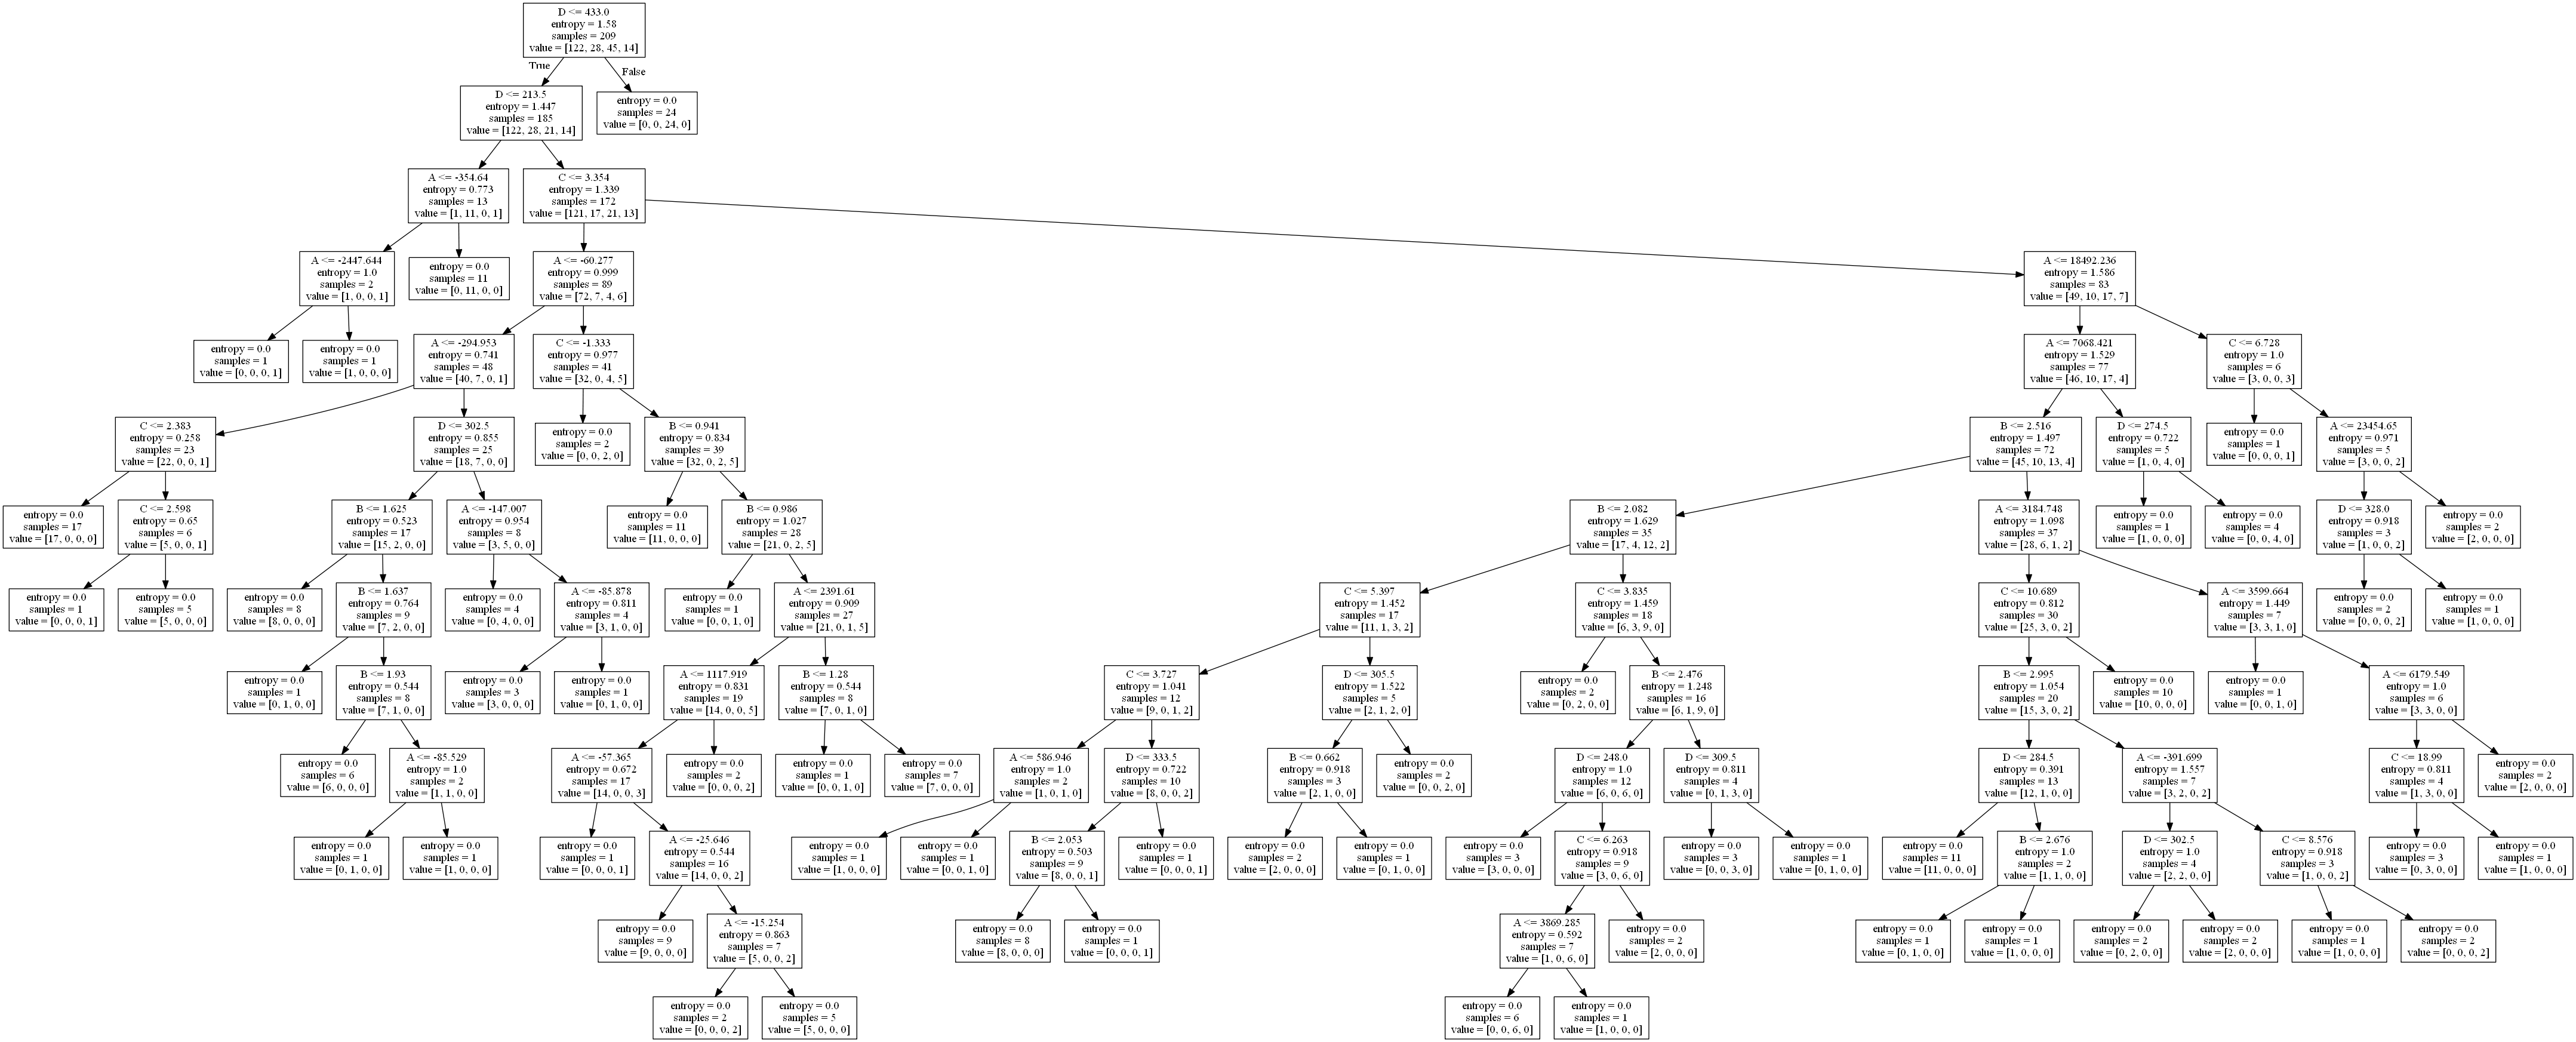 D <= 433.0
entropy = 1.58
samples = 209
value = [122, 28, 45, 14]
True
False
D <= 213.5
entropy = 1.447
samples = 185
value = [122, 28, 21, 14]
entropy = 0.0
samples = 24
value = [0, 0, 24, 0]
A <= -354.64
entropy = 0.773
samples = 13
value = [1, 11, 0, 1]
C <= 3.354
entropy = 1.339
samples = 172
value = [121, 17, 21, 13]
A <= -2447.644
entropy = 1.0
samples = 2
value = [1, 0, 0, 1]
entropy = 0.0
samples = 11
value = [0, 11, 0, 0]
A <= -60.277
entropy = 0.999
samples = 89
value = [72, 7, 4, 6]
A <= 18492.236
entropy = 1.586
samples = 83
value = [49, 10, 17, 7]
entropy = 0.0
samples = 1
value = [0, 0, 0, 1]
entropy = 0.0
samples = 1
value = [1, 0, 0, 0]
A <= -294.953
entropy = 0.741
samples = 48
value = [40, 7, 0, 1]
C <= -1.333
entropy = 0.977
samples = 41
value = [32, 0, 4, 5]
A <= 7068.421
entropy = 1.529
samples = 77
value = [46, 10, 17, 4]
C <= 6.728
entropy = 1.0
samples = 6
value = [3, 0, 0, 3]
C <= 2.383
entropy = 0.258
samples = 23
value = [22, 0, 0, 1]
D <= 302.5
entropy = 0.855
samples = 25
value = [18, 7, 0, 0]
entropy = 0.0
samples = 2
value = [0, 0, 2, 0]
B <= 0.941
entropy = 0.834
samples = 39
value = [32, 0, 2, 5]
B <= 2.516
entropy = 1.497
samples = 72
value = [45, 10, 13, 4]
D <= 274.5
entropy = 0.722
samples = 5
value = [1, 0, 4, 0]
entropy = 0.0
samples = 1
value = [0, 0, 0, 1]
A <= 23454.65
entropy = 0.971
samples = 5
value = [3, 0, 0, 2]
entropy = 0.0
samples = 17
value = [17, 0, 0, 0]
C <= 2.598
entropy = 0.65
samples = 6
value = [5, 0, 0, 1]
B <= 1.625
entropy = 0.523
samples = 17
value = [15, 2, 0, 0]
A <= -147.007
entropy = 0.954
samples = 8
value = [3, 5, 0, 0]
entropy = 0.0
samples = 11
value = [11, 0, 0, 0]
B <= 0.986
entropy = 1.027
samples = 28
value = [21, 0, 2, 5]
B <= 2.082
entropy = 1.629
samples = 35
value = [17, 4, 12, 2]
A <= 3184.748
entropy = 1.098
samples = 37
value = [28, 6, 1, 2]
entropy = 0.0
samples = 1
value = [1, 0, 0, 0]
entropy = 0.0
samples = 4
value = [0, 0, 4, 0]
D <= 328.0
entropy = 0.918
samples = 3
value = [1, 0, 0, 2]
entropy = 0.0
samples = 2
value = [2, 0, 0, 0]
entropy = 0.0
samples = 1
value = [0, 0, 0, 1]
entropy = 0.0
samples = 5
value = [5, 0, 0, 0]
entropy = 0.0
samples = 8
value = [8, 0, 0, 0]
B <= 1.637
entropy = 0.764
samples = 9
value = [7, 2, 0, 0]
entropy = 0.0
samples = 4
value = [0, 4, 0, 0]
A <= -85.878
entropy = 0.811
samples = 4
value = [3, 1, 0, 0]
entropy = 0.0
samples = 1
value = [0, 0, 1, 0]
A <= 2391.61
entropy = 0.909
samples = 27
value = [21, 0, 1, 5]
C <= 5.397
entropy = 1.452
samples = 17
value = [11, 1, 3, 2]
C <= 3.835
entropy = 1.459
samples = 18
value = [6, 3, 9, 0]
C <= 10.689
entropy = 0.812
samples = 30
value = [25, 3, 0, 2]
A <= 3599.664
entropy = 1.449
samples = 7
value = [3, 3, 1, 0]
entropy = 0.0
samples = 2
value = [0, 0, 0, 2]
entropy = 0.0
samples = 1
value = [1, 0, 0, 0]
entropy = 0.0
samples = 1
value = [0, 1, 0, 0]
B <= 1.93
entropy = 0.544
samples = 8
value = [7, 1, 0, 0]
entropy = 0.0
samples = 3
value = [3, 0, 0, 0]
entropy = 0.0
samples = 1
value = [0, 1, 0, 0]
A <= 1117.919
entropy = 0.831
samples = 19
value = [14, 0, 0, 5]
B <= 1.28
entropy = 0.544
samples = 8
value = [7, 0, 1, 0]
C <= 3.727
entropy = 1.041
samples = 12
value = [9, 0, 1, 2]
D <= 305.5
entropy = 1.522
samples = 5
value = [2, 1, 2, 0]
entropy = 0.0
samples = 2
value = [0, 2, 0, 0]
B <= 2.476
entropy = 1.248
samples = 16
value = [6, 1, 9, 0]
B <= 2.995
entropy = 1.054
samples = 20
value = [15, 3, 0, 2]
entropy = 0.0
samples = 10
value = [10, 0, 0, 0]
entropy = 0.0
samples = 1
value = [0, 0, 1, 0]
A <= 6179.549
entropy = 1.0
samples = 6
value = [3, 3, 0, 0]
entropy = 0.0
samples = 6
value = [6, 0, 0, 0]
A <= -85.529
entropy = 1.0
samples = 2
value = [1, 1, 0, 0]
A <= -57.365
entropy = 0.672
samples = 17
value = [14, 0, 0, 3]
entropy = 0.0
samples = 2
value = [0, 0, 0, 2]
entropy = 0.0
samples = 1
value = [0, 0, 1, 0]
entropy = 0.0
samples = 7
value = [7, 0, 0, 0]
A <= 586.946
entropy = 1.0
samples = 2
value = [1, 0, 1, 0]
D <= 333.5
entropy = 0.722
samples = 10
value = [8, 0, 0, 2]
B <= 0.662
entropy = 0.918
samples = 3
value = [2, 1, 0, 0]
entropy = 0.0
samples = 2
value = [0, 0, 2, 0]
D <= 248.0
entropy = 1.0
samples = 12
value = [6, 0, 6, 0]
D <= 309.5
entropy = 0.811
samples = 4
value = [0, 1, 3, 0]
D <= 284.5
entropy = 0.391
samples = 13
value = [12, 1, 0, 0]
A <= -391.699
entropy = 1.557
samples = 7
value = [3, 2, 0, 2]
C <= 18.99
entropy = 0.811
samples = 4
value = [1, 3, 0, 0]
entropy = 0.0
samples = 2
value = [2, 0, 0, 0]
entropy = 0.0
samples = 1
value = [0, 1, 0, 0]
entropy = 0.0
samples = 1
value = [1, 0, 0, 0]
entropy = 0.0
samples = 1
value = [0, 0, 0, 1]
A <= -25.646
entropy = 0.544
samples = 16
value = [14, 0, 0, 2]
entropy = 0.0
samples = 1
value = [1, 0, 0, 0]
entropy = 0.0
samples = 1
value = [0, 0, 1, 0]
B <= 2.053
entropy = 0.503
samples = 9
value = [8, 0, 0, 1]
entropy = 0.0
samples = 1
value = [0, 0, 0, 1]
entropy = 0.0
samples = 2
value = [2, 0, 0, 0]
entropy = 0.0
samples = 1
value = [0, 1, 0, 0]
entropy = 0.0
samples = 3
value = [3, 0, 0, 0]
C <= 6.263
entropy = 0.918
samples = 9
value = [3, 0, 6, 0]
entropy = 0.0
samples = 3
value = [0, 0, 3, 0]
entropy = 0.0
samples = 1
value = [0, 1, 0, 0]
entropy = 0.0
samples = 11
value = [11, 0, 0, 0]
B <= 2.676
entropy = 1.0
samples = 2
value = [1, 1, 0, 0]
D <= 302.5
entropy = 1.0
samples = 4
value = [2, 2, 0, 0]
C <= 8.576
entropy = 0.918
samples = 3
value = [1, 0, 0, 2]
entropy = 0.0
samples = 3
value = [0, 3, 0, 0]
entropy = 0.0
samples = 1
value = [1, 0, 0, 0]
entropy = 0.0
samples = 9
value = [9, 0, 0, 0]
A <= -15.254
entropy = 0.863
samples = 7
value = [5, 0, 0, 2]
entropy = 0.0
samples = 8
value = [8, 0, 0, 0]
entropy = 0.0
samples = 1
value = [0, 0, 0, 1]
A <= 3869.285
entropy = 0.592
samples = 7
value = [1, 0, 6, 0]
entropy = 0.0
samples = 2
value = [2, 0, 0, 0]
entropy = 0.0
samples = 1
value = [0, 1, 0, 0]
entropy = 0.0
samples = 1
value = [1, 0, 0, 0]
entropy = 0.0
samples = 2
value = [0, 2, 0, 0]
entropy = 0.0
samples = 2
value = [2, 0, 0, 0]
entropy = 0.0
samples = 1
value = [1, 0, 0, 0]
entropy = 0.0
samples = 2
value = [0, 0, 0, 2]
entropy = 0.0
samples = 2
value = [0, 0, 0, 2]
entropy = 0.0
samples = 5
value = [5, 0, 0, 0]
entropy = 0.0
samples = 6
value = [0, 0, 6, 0]
entropy = 0.0
samples = 1
value = [1, 0, 0, 0]